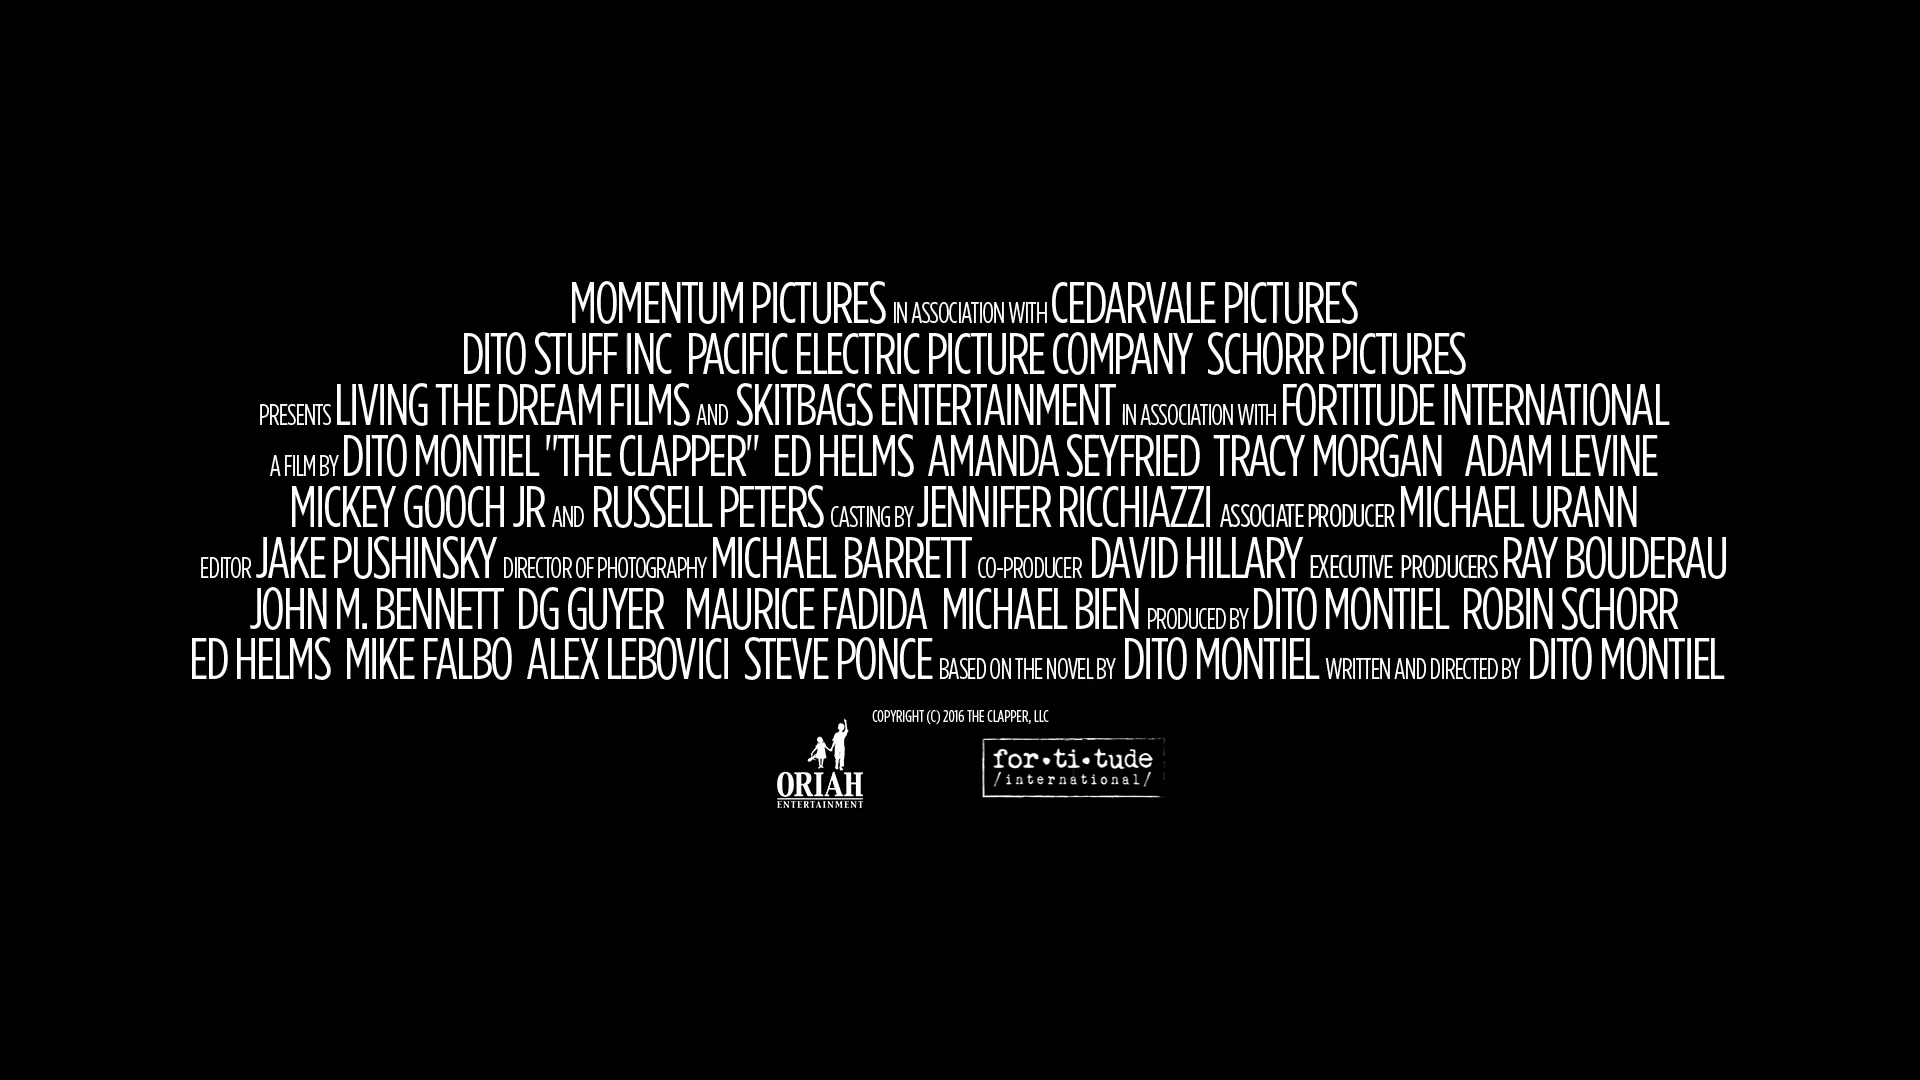 MOMENTUM PICTURES IN ASSOCIATION WITH CEDARVALE PICTURES
DITO STUFF INC PACIFIC ELECTRIC PICTURE COMPANY SCHORR PICTURES
PRESENTS LIVING THE DREAM FILMS AND SKITBAGS ENTERTAINMENT IN ASSOCIATION WITH FORTITUDE INTERNATIONAL
A FILM BY DITO MONTIEL "THE CLAPPER" ED HELMS AMANDA SEYFRIED TRACY MORGAN ADAM LEVINE
MICKEY GOOCH JR AND RUSSELL PETERS CASTING BY JENNIFER RICCHIAZZI ASSOCIATE PRODUCER MICHAEL URANN
EDITOR JAKE PUSHINSKY DIRECTOR OF PHOTOGRAPHY MICHAEL BARRETT CO-PRODUCER DAVID HILLARY EXECUTIVE PRODUCERS RAY BOUDERAU
JOHN M. BENNETT DG GUYER MAURICE FADIDA MICHAEL BIEN PRODUCED BY DITO MONTIEL ROBIN SCHORR
ED HELMS MIKE FALBO ALEX LEBOVICI STEVE PONCE BASED ON THE NOVEL BY DITO MONTIEL WRITTEN AND DIRECTED BY DITO MONTIEL
COPYRIGHT (C) 2016 THE CLAPPER, LLC
ORIAH
ENTERTAINMENT
for•ti•tude
/international/